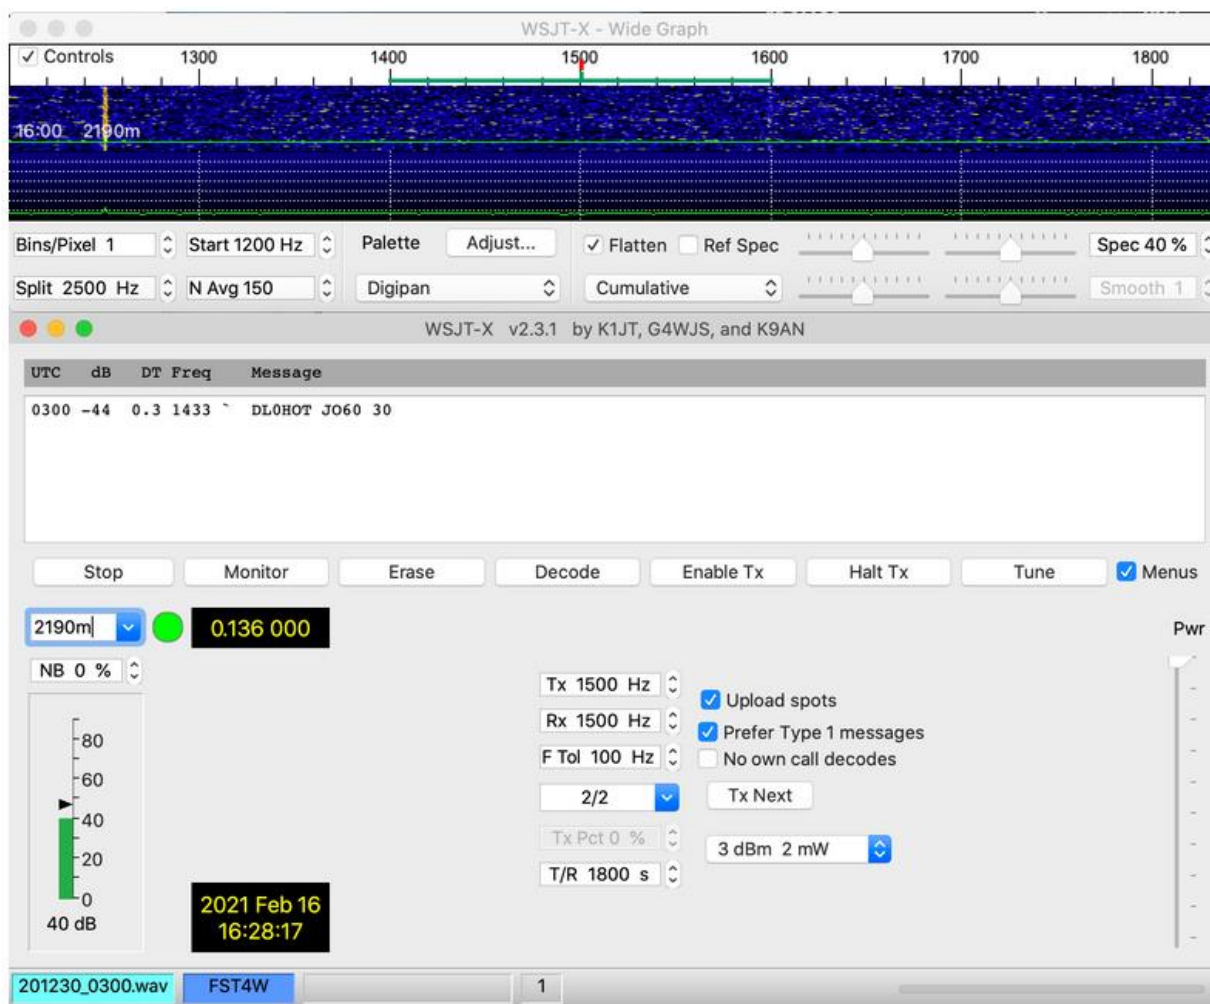 WSJT-X - Wide Graph
Controls 1300 1400 1500 1600 1700 1800
16:00 2190m
Bins/Pixel 1 Start 1200 Hz Palette Adjust... Flatten Ref Spec Spec 40 %
Split 2500 Hz N Avg 150 Digipan Cumulative Smooth 1
WSJT-X v2.3.1 by K1JT, G4WJS, and K9AN
UTC dB DT Freq Message
0300 -44 0.3 1433 ` DL0HOT JO60 30
Stop Monitor Erase Decode Enable Tx Halt Tx Tune Menus
2190m 0.136 000 Pwr
NB 0 %
Tx 1500 Hz Upload spots
Rx 1500 Hz Prefer Type 1 messages
F Tol 100 Hz No own call decodes
2/2 Tx Next
Tx Pct 0 % 3 dBm 2 mW
T/R 1800 s
80
60
40
20
0
40 dB
2021 Feb 16
16:28:17
201230_0300.wav FST4W 1